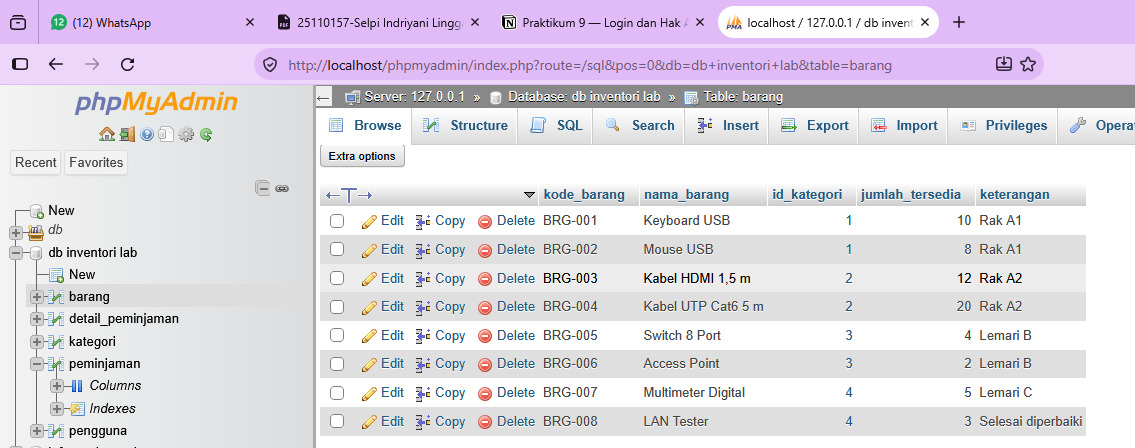 (12) WhatsApp
25110157-Selpi Indriyani Lingga
Praktikum 9 — Login dan Hak A
localhost / 127.0.0.1 / db invent
http://localhost/phpmyadmin/index.php?route=/sql&pos=0&db=db+inventori+lab&table=barang
phpMyAdmin
Recent Favorites
New
db
db inventori lab
New
barang
detail_peminjaman
kategori
peminjaman
Columns
Indexes
pengguna
Server: 127.0.0.1 » Database: db inventori lab » Table: barang
Browse Structure SQL Search Insert Export Import Privileges Opera
Extra options
kode_barang nama_barang id_kategori jumlah_tersedia keterangan
Edit Copy Delete BRG-001 Keyboard USB 1 10 Rak A1
Edit Copy Delete BRG-002 Mouse USB 1 8 Rak A1
Edit Copy Delete BRG-003 Kabel HDMI 1,5 m 2 12 Rak A2
Edit Copy Delete BRG-004 Kabel UTP Cat6 5 m 2 20 Rak A2
Edit Copy Delete BRG-005 Switch 8 Port 3 4 Lemari B
Edit Copy Delete BRG-006 Access Point 3 2 Lemari B
Edit Copy Delete BRG-007 Multimeter Digital 4 5 Lemari C
Edit Copy Delete BRG-008 LAN Tester 4 3 Selesai diperbaiki